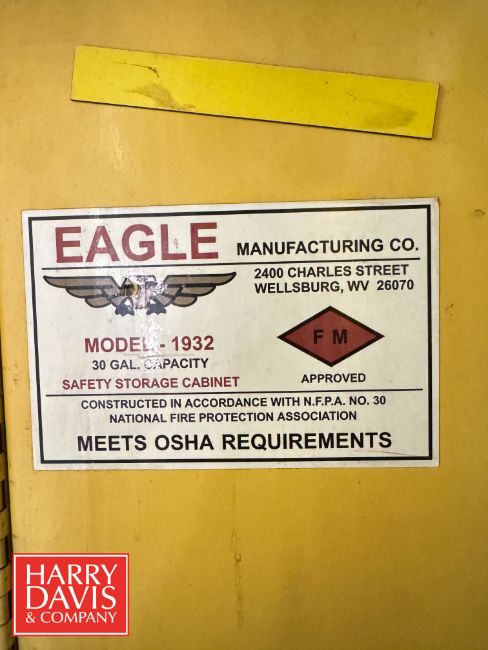 EAGLE MANUFACTURING CO.
2400 CHARLES STREET
WELLSBURG, WV 26070
MODEL - 1932
30 GAL. CAPACITY
SAFETY STORAGE CABINET
F M
APPROVED
CONSTRUCTED IN ACCORDANCE WITH N.F.P.A. NO. 30
NATIONAL FIRE PROTECTION ASSOCIATION
MEETS OSHA REQUIREMENTS
HARRY
DAVIS
& COMPANY